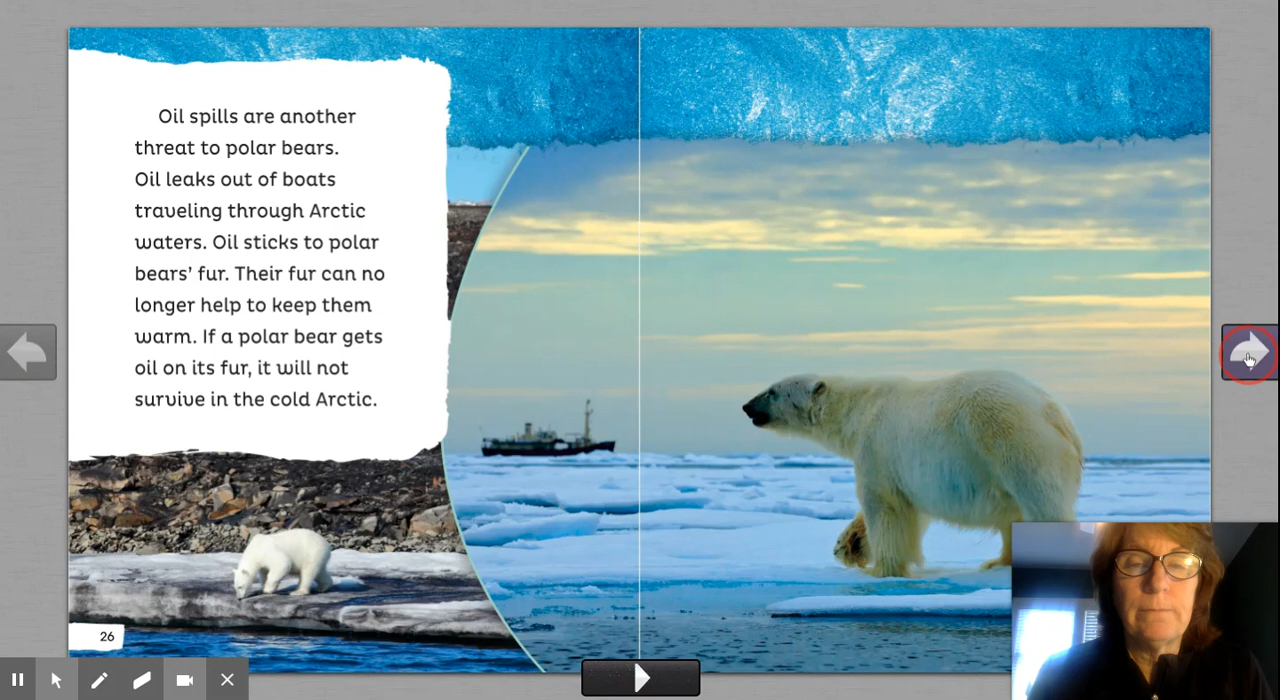 Oil spills are another
threat to polar bears.
Oil leaks out of boats
traveling through Arctic
waters. Oil sticks to polar
bears’ fur. Their fur can no
longer help to keep them
warm. If a polar bear gets
oil on its fur, it will not
survive in the cold Arctic.
26